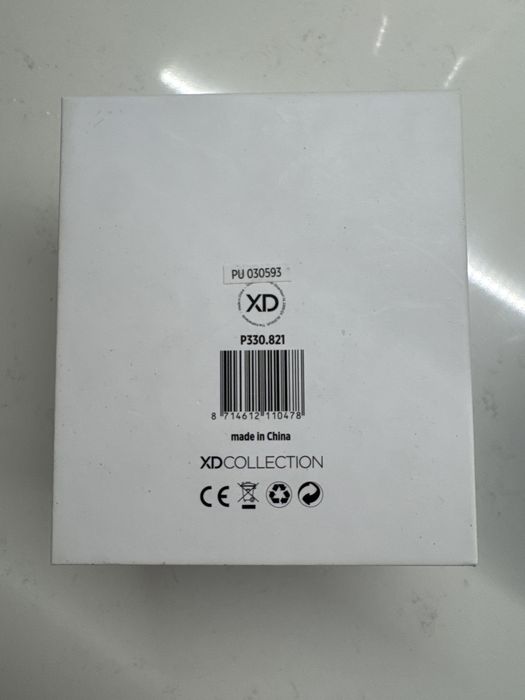 PU 030593
XD
P330.821
8 714612 110478
made in China
XDCOLLECTION
CE